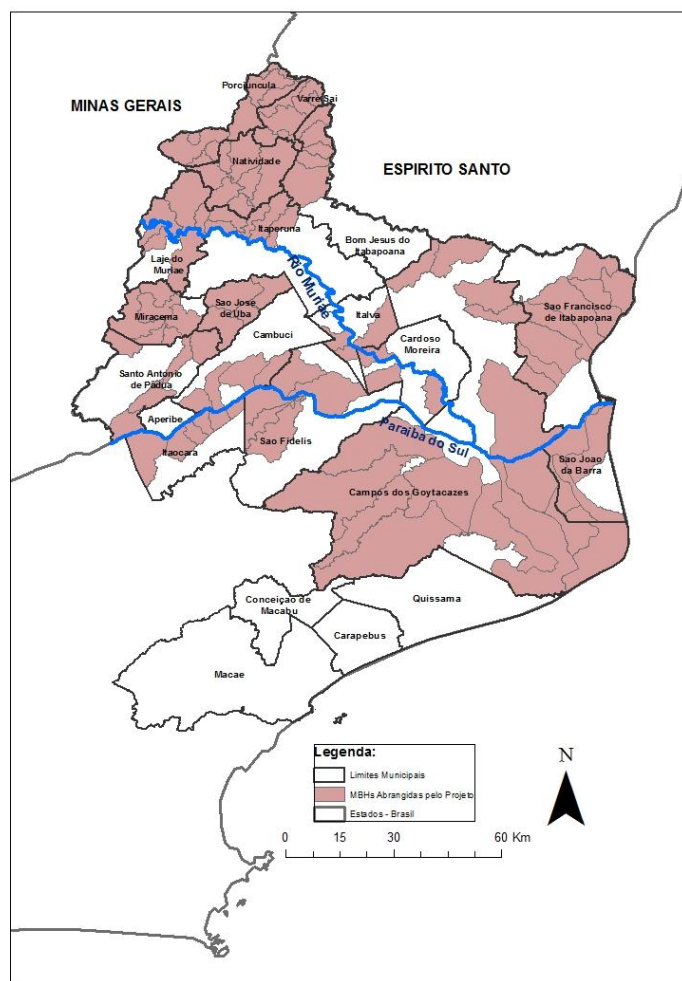 Porciuncula
MINAS GERAIS
Varre Sai
Natividade
ESPIRITO SANTO
Itaperuna
Bom Jesus do
Itabapoana
Laje do
Muriae
Rio Muriaé
Sao Jose
de Uba
Miracema
Italva
Sao Francisco
de Itabapoana
Cambuci
Cardoso
Moreira
Santo Antonio
de Pádua
Aperibe
Sao Fidelis
Paraiba do Sul
Itaocara
Sao Joao
da Barra
Campos dos Goytacazes
Conceição de
Macabu
Quissama
Carapebus
Macae
Legenda:
Limites Municipais
MBHs Abrangidas pelo Projeto
Estados - Brasil
N
0 15 30 60 Km